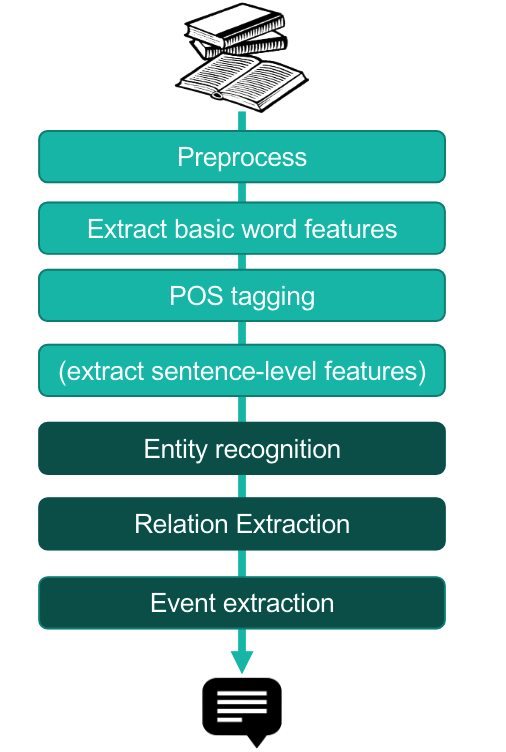 Preprocess
Extract basic word features
POS tagging
(extract sentence-level features)
Entity recognition
Relation Extraction
Event extraction